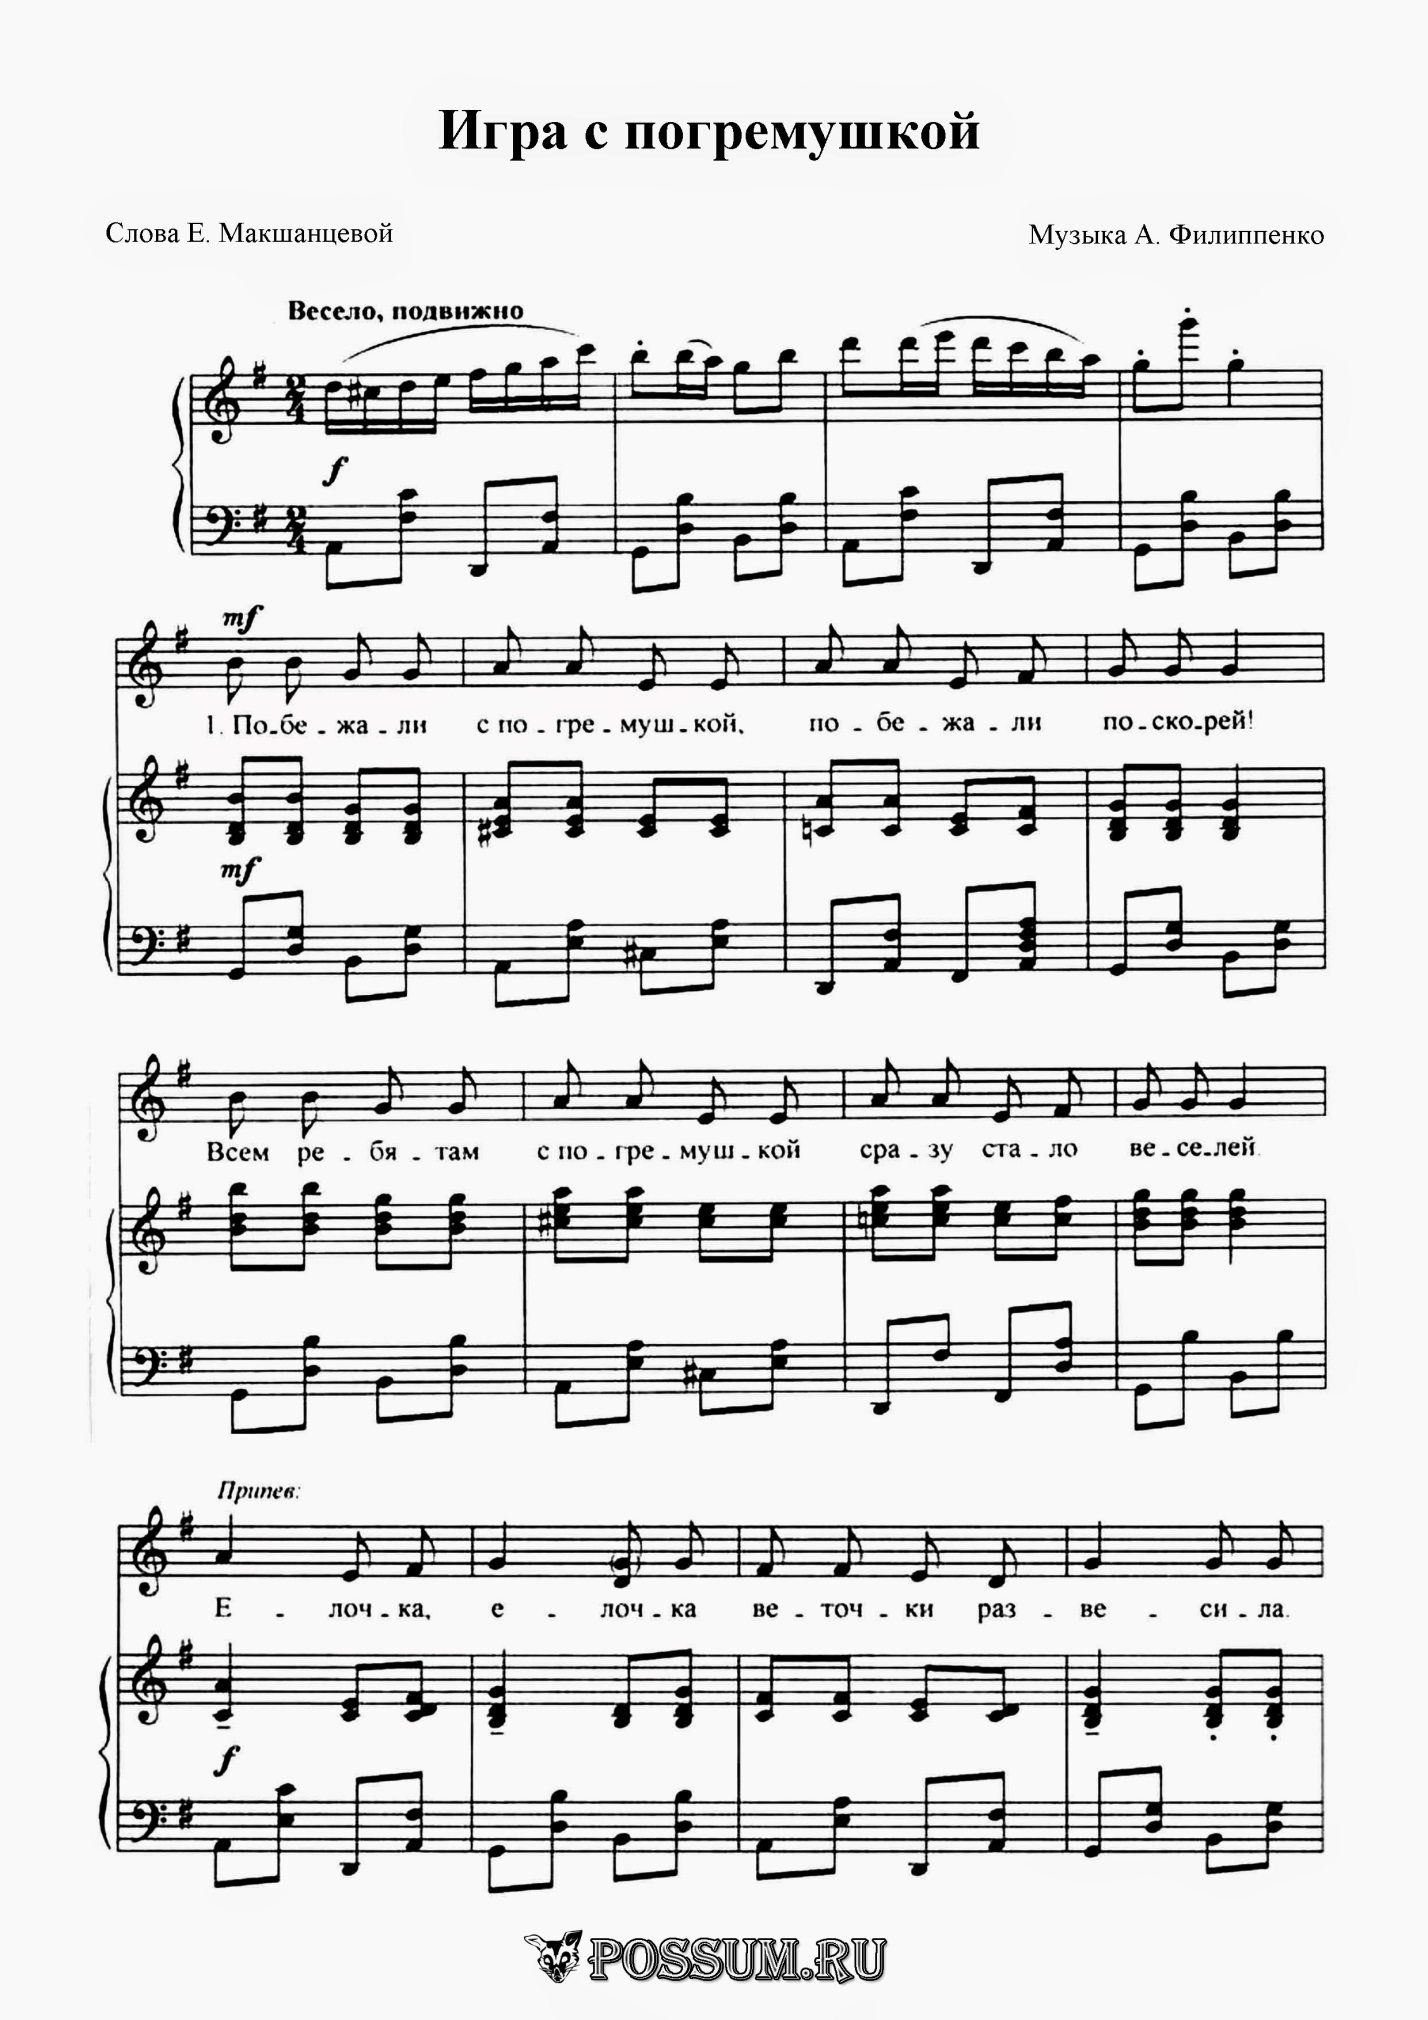 Игра с погремушкой
Слова Е. Макшанцевой
Музыка А. Филиппенко
Весело, подвижно
f
mf
1. По-бе-жа-ли с по-гре-муш-кой, по-бе-жа-ли по-ско-рей!
mf
Всем ре-бя-там с по-гре-муш-кой сра-зу ста-ло ве-се-лей.
Припев:
Е-лоч-ка, е-лоч-ка ве-точ-ки раз-ве-си-ла.
f
POSSUM.RU